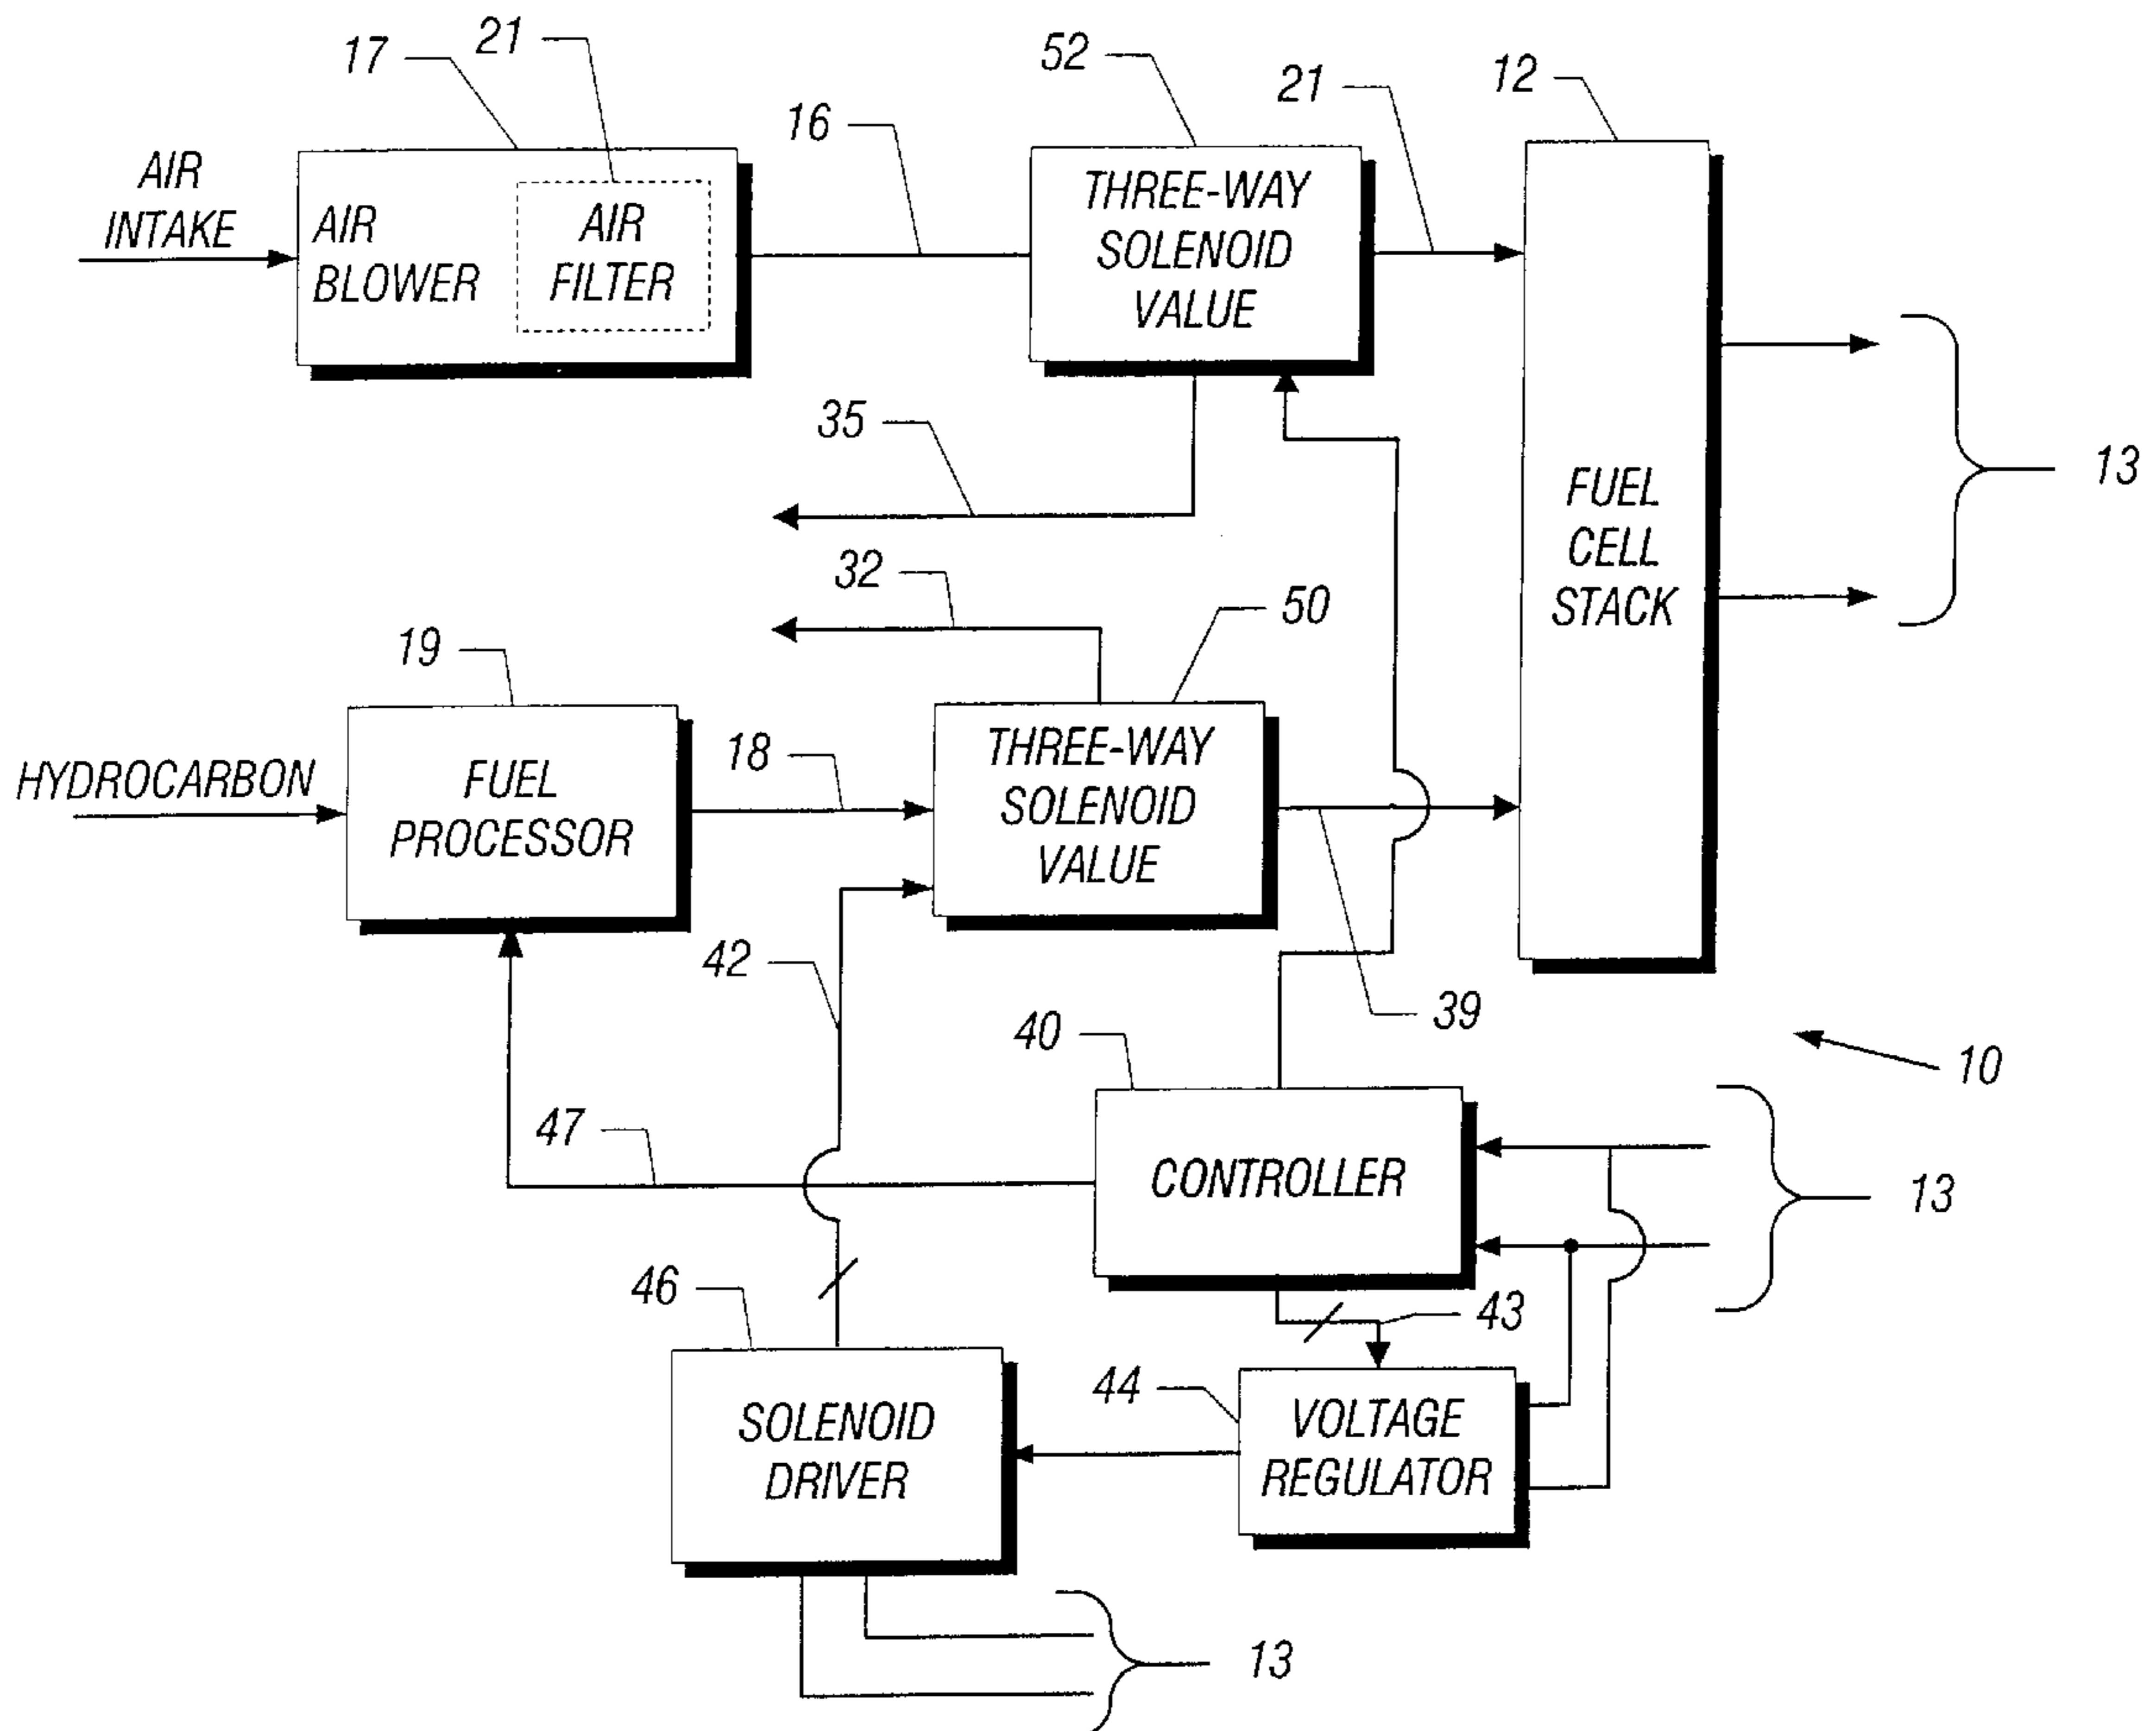 17
21
52
21
12
16
AIR
INTAKE
AIR
BLOWER
AIR
FILTER
THREE-WAY
SOLENOID
VALUE
35
13
FUEL
CELL
STACK
32
50
19
18
HYDROCARBON
FUEL
PROCESSOR
THREE-WAY
SOLENOID
VALUE
42
39
40
10
47
CONTROLLER
13
46
43
44
SOLENOID
DRIVER
VOLTAGE
REGULATOR
13